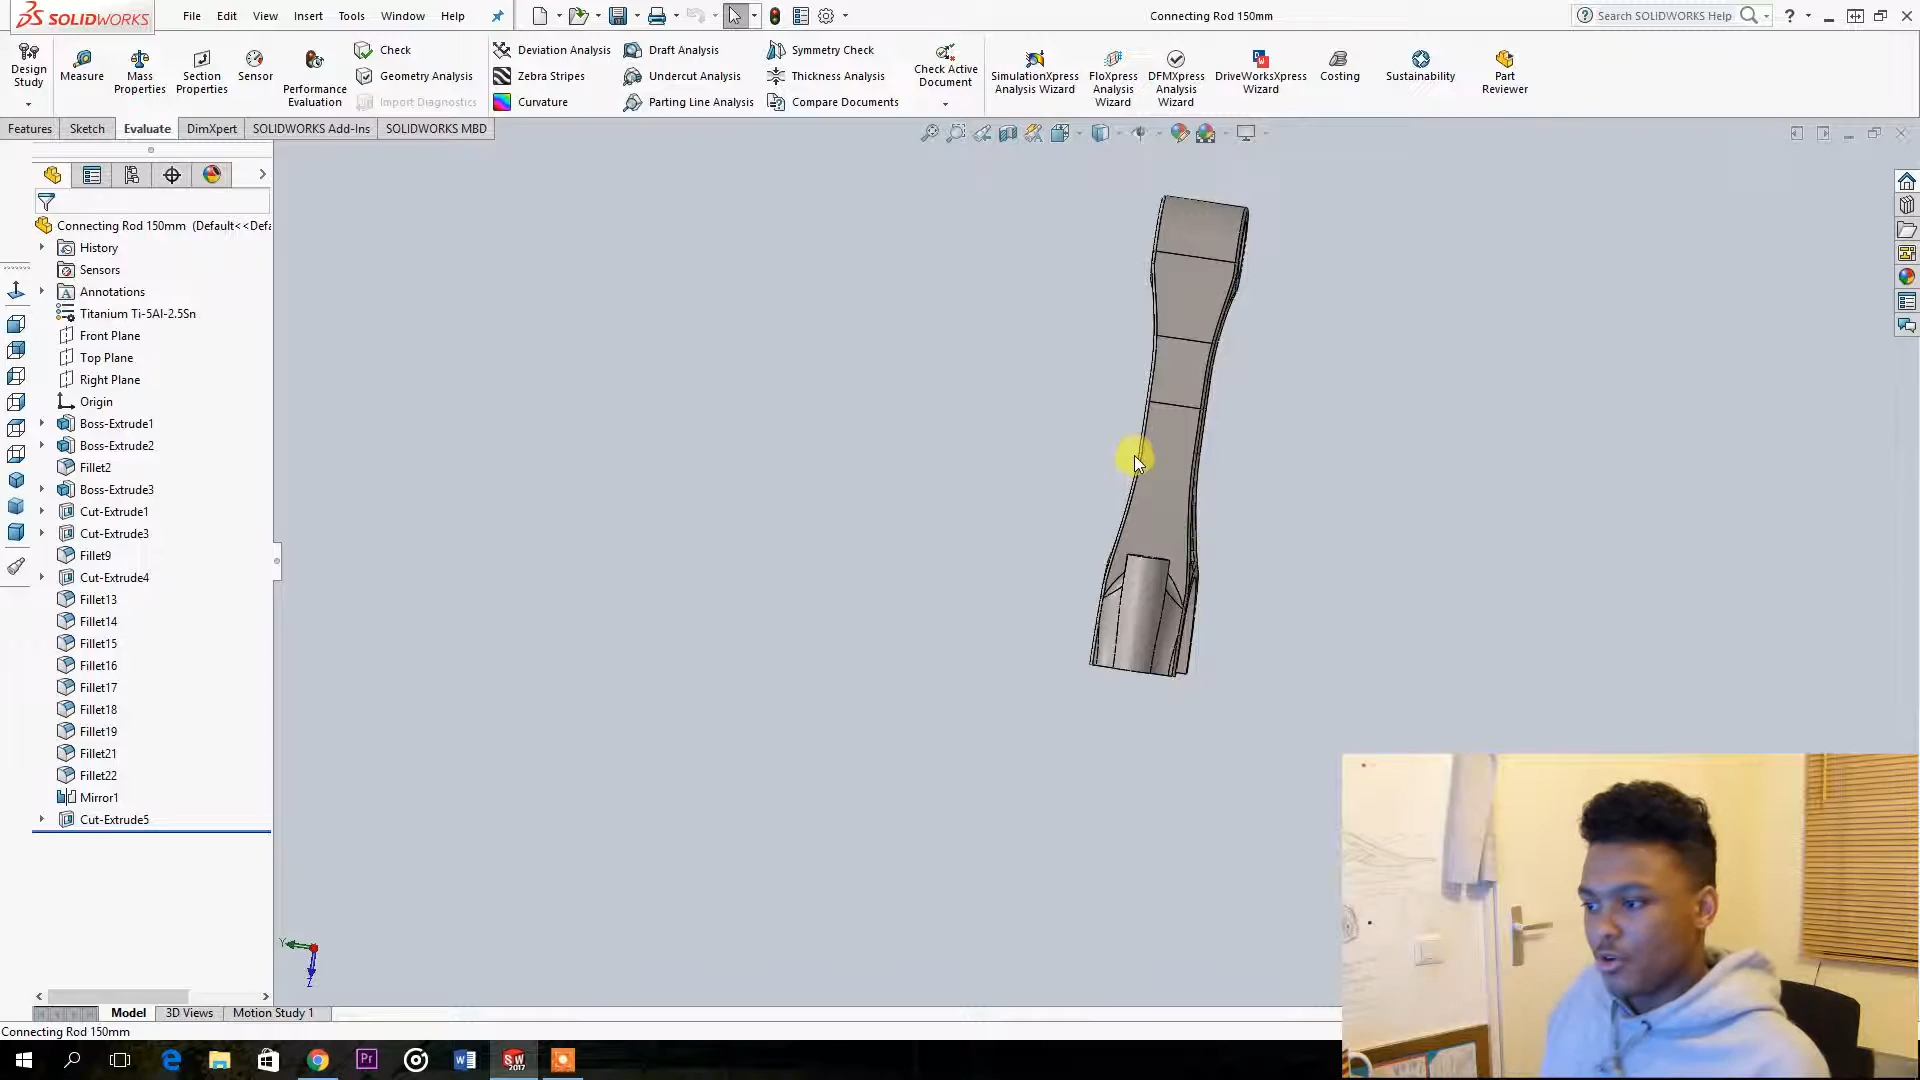 SOLIDWORKS File Edit View Insert Tools Window Help Connecting Rod 150mm Search SOLIDWORKS Help
Design Study
Measure
Mass Properties
Section Properties
Sensor
Performance Evaluation
Check
Geometry Analysis
Import Diagnostics
Deviation Analysis
Zebra Stripes
Curvature
Draft Analysis
Undercut Analysis
Parting Line Analysis
Symmetry Check
Thickness Analysis
Compare Documents
Check Active Document
SimulationXpress Analysis Wizard
FloXpress Analysis Wizard
DFMXpress Analysis Wizard
DriveWorksXpress Wizard
Costing
Sustainability
Part Reviewer
Features Sketch Evaluate DimXpert SOLIDWORKS Add-Ins SOLIDWORKS MBD
Connecting Rod 150mm (Default<<Defa
History
Sensors
Annotations
Titanium Ti-5Al-2.5Sn
Front Plane
Top Plane
Right Plane
Origin
Boss-Extrude1
Boss-Extrude2
Fillet2
Boss-Extrude3
Cut-Extrude1
Cut-Extrude3
Fillet9
Cut-Extrude4
Fillet13
Fillet14
Fillet15
Fillet16
Fillet17
Fillet18
Fillet19
Fillet21
Fillet22
Mirror1
Cut-Extrude5
Y
Z
Model 3D Views Motion Study 1
Connecting Rod 150mm
Pr
SW
2017